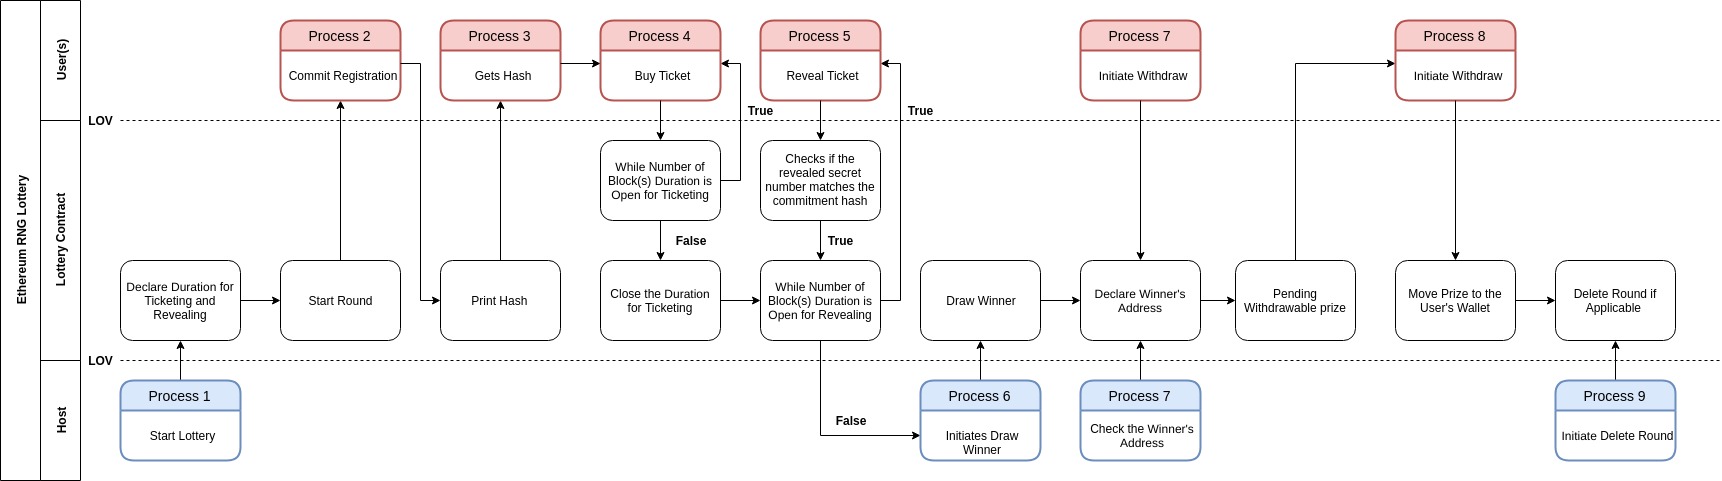 Ethereum RNG Lottery
User(s)
Process 2
Commit Registration
Process 3
Gets Hash
Process 4
Buy Ticket
Process 5
Reveal Ticket
Process 7
Initiate Withdraw
Process 8
Initiate Withdraw
True
True
LOV
Lottery Contract
While Number of
Block(s) Duration is
Open for Ticketing
Checks if the
revealed secret
number matches the
commitment hash
False
True
Declare Duration for
Ticketing and
Revealing
Start Round
Print Hash
Close the Duration
for Ticketing
While Number of
Block(s) Duration is
Open for Revealing
Draw Winner
Declare Winner's
Address
Pending
Withdrawable prize
Move Prize to the
User's Wallet
Delete Round if
Applicable
LOV
Host
Process 1
Start Lottery
False
Process 6
Initiates Draw
Winner
Process 7
Check the Winner's
Address
Process 9
Initiate Delete Round